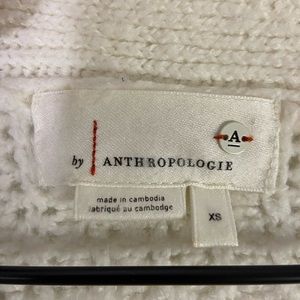 A
by ANTHROPOLOGIE
made in cambodia
fabriqué au cambodge
XS